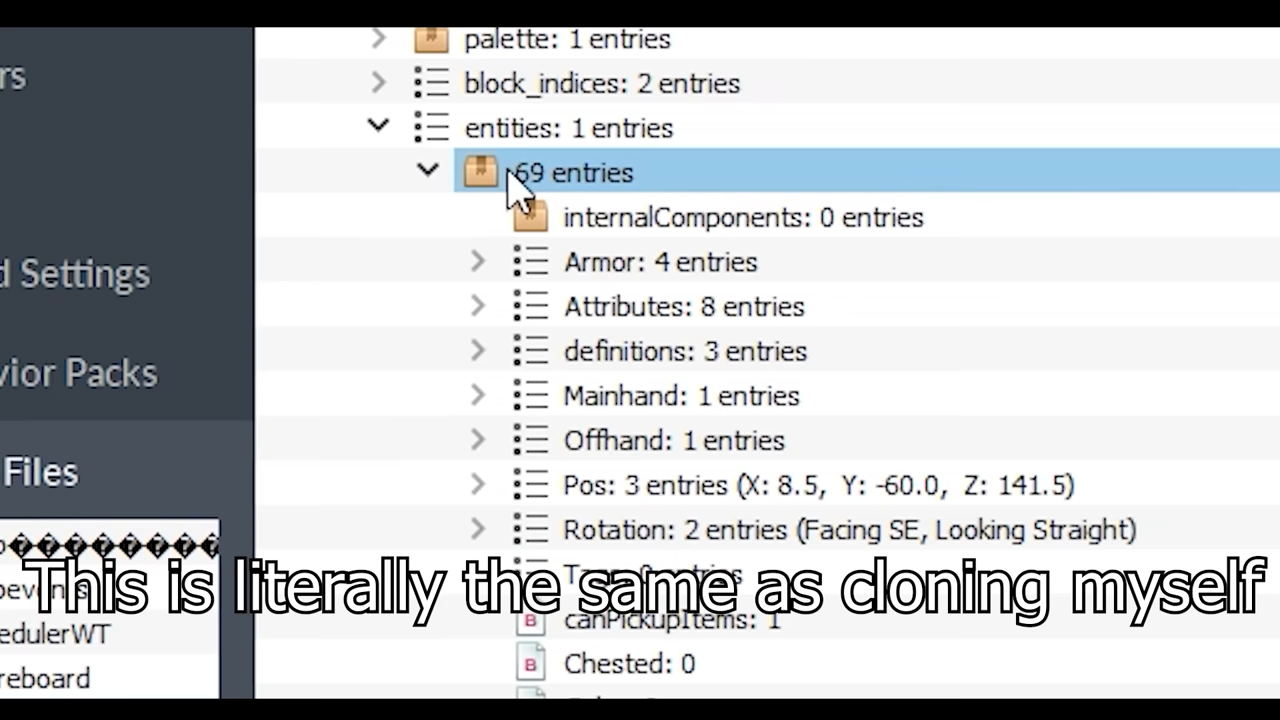 palette: 1 entries
rs
block_indices: 2 entries
entities: 1 entries
69 entries
internalComponents: 0 entries
Armor: 4 entries
d Settings
Attributes: 8 entries
definitions: 3 entries
vior Packs
Mainhand: 1 entries
Offhand: 1 entries
Files
Pos: 3 entries (X: 8.5, Y: -60.0, Z: 141.5)
Rotation: 2 entries (Facing SE, Looking Straight)
This is literally the same as cloning myself
canPickupItems: 1
edulerWT
Chested: 0
reboard